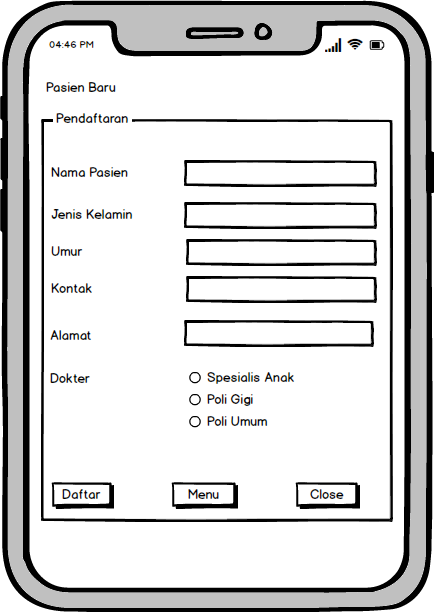 04:46 PM
Pasien Baru
Pendaftaran
Nama Pasien
Jenis Kelamin
Umur
Kontak
Alamat
Dokter
Spesialis Anak
Poli Gigi
Poli Umum
Daftar Menu Close